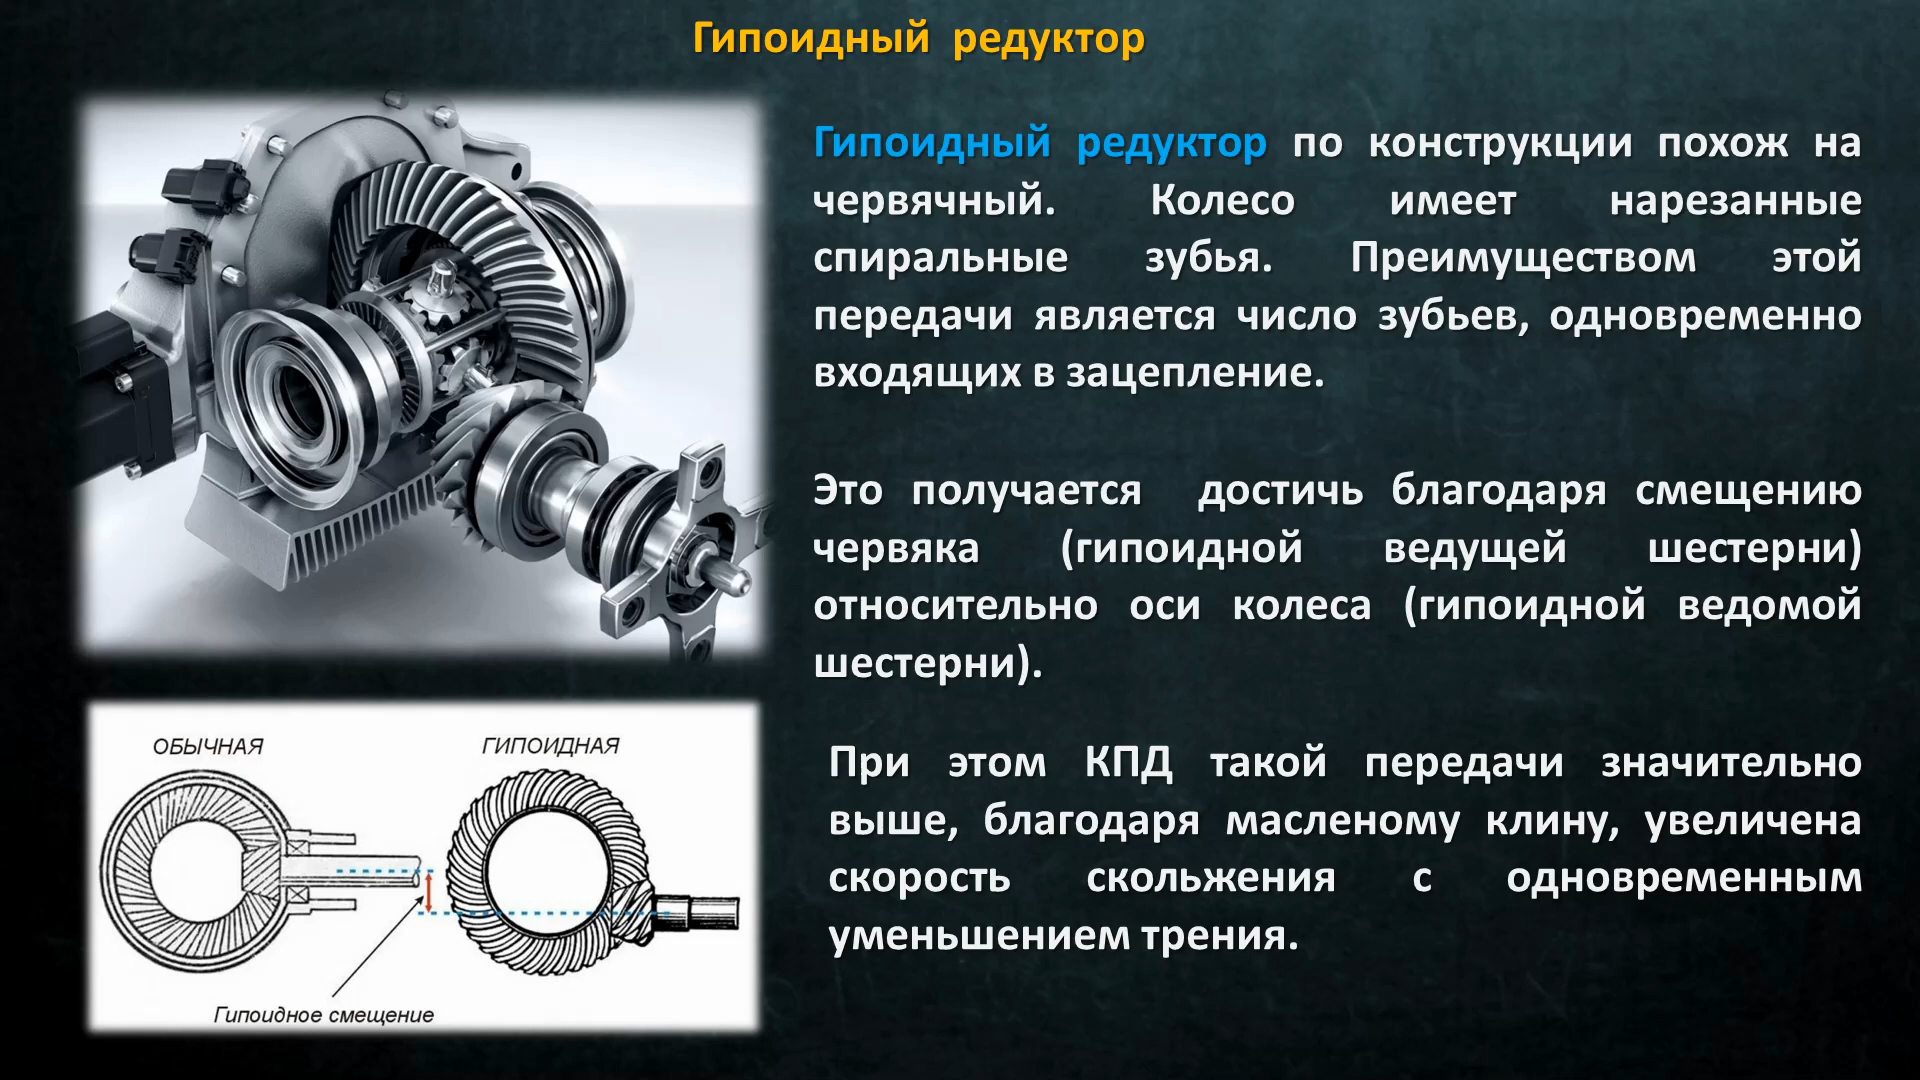 Гипоидный редуктор
Гипоидный редуктор по конструкции похож на
червячный. Колесо имеет нарезанные
спиральные зубья. Преимуществом этой
передачи является число зубьев, одновременно
входящих в зацепление.
Это получается достичь благодаря смещению
червяка (гипоидной ведущей шестерни)
относительно оси колеса (гипоидной ведомой
шестерни).
При этом КПД такой передачи значительно
выше, благодаря масленому клину, увеличена
скорость скольжения с одновременным
уменьшением трения.
ОБЫЧНАЯ
ГИПОИДНАЯ
Гипоидное смещение